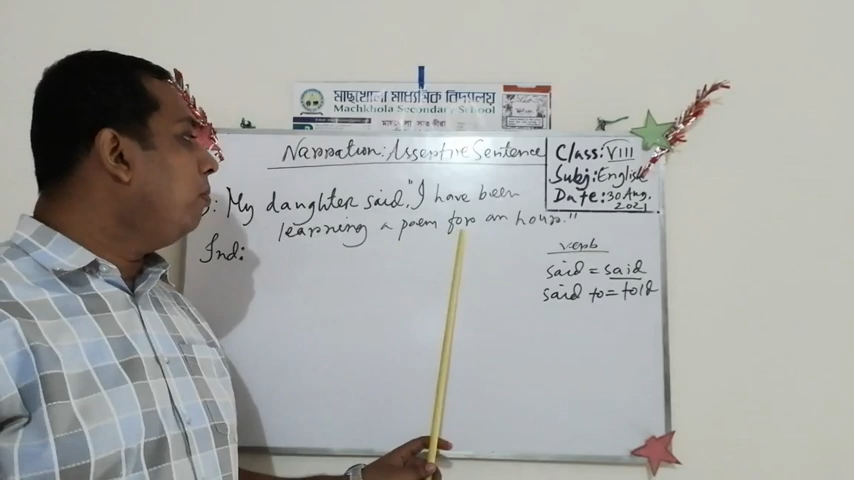 মাছখোলা মাধ্যমিক বিদ্যালয়
Machkhola Secondary School
Narration: Assertive Sentence
Class: VIII
Subj: English
Date: 30 Aug. 2021
: My daughter said, "I have been
learning a poem for an hour."
Ind:
verb
said = said
said to = told